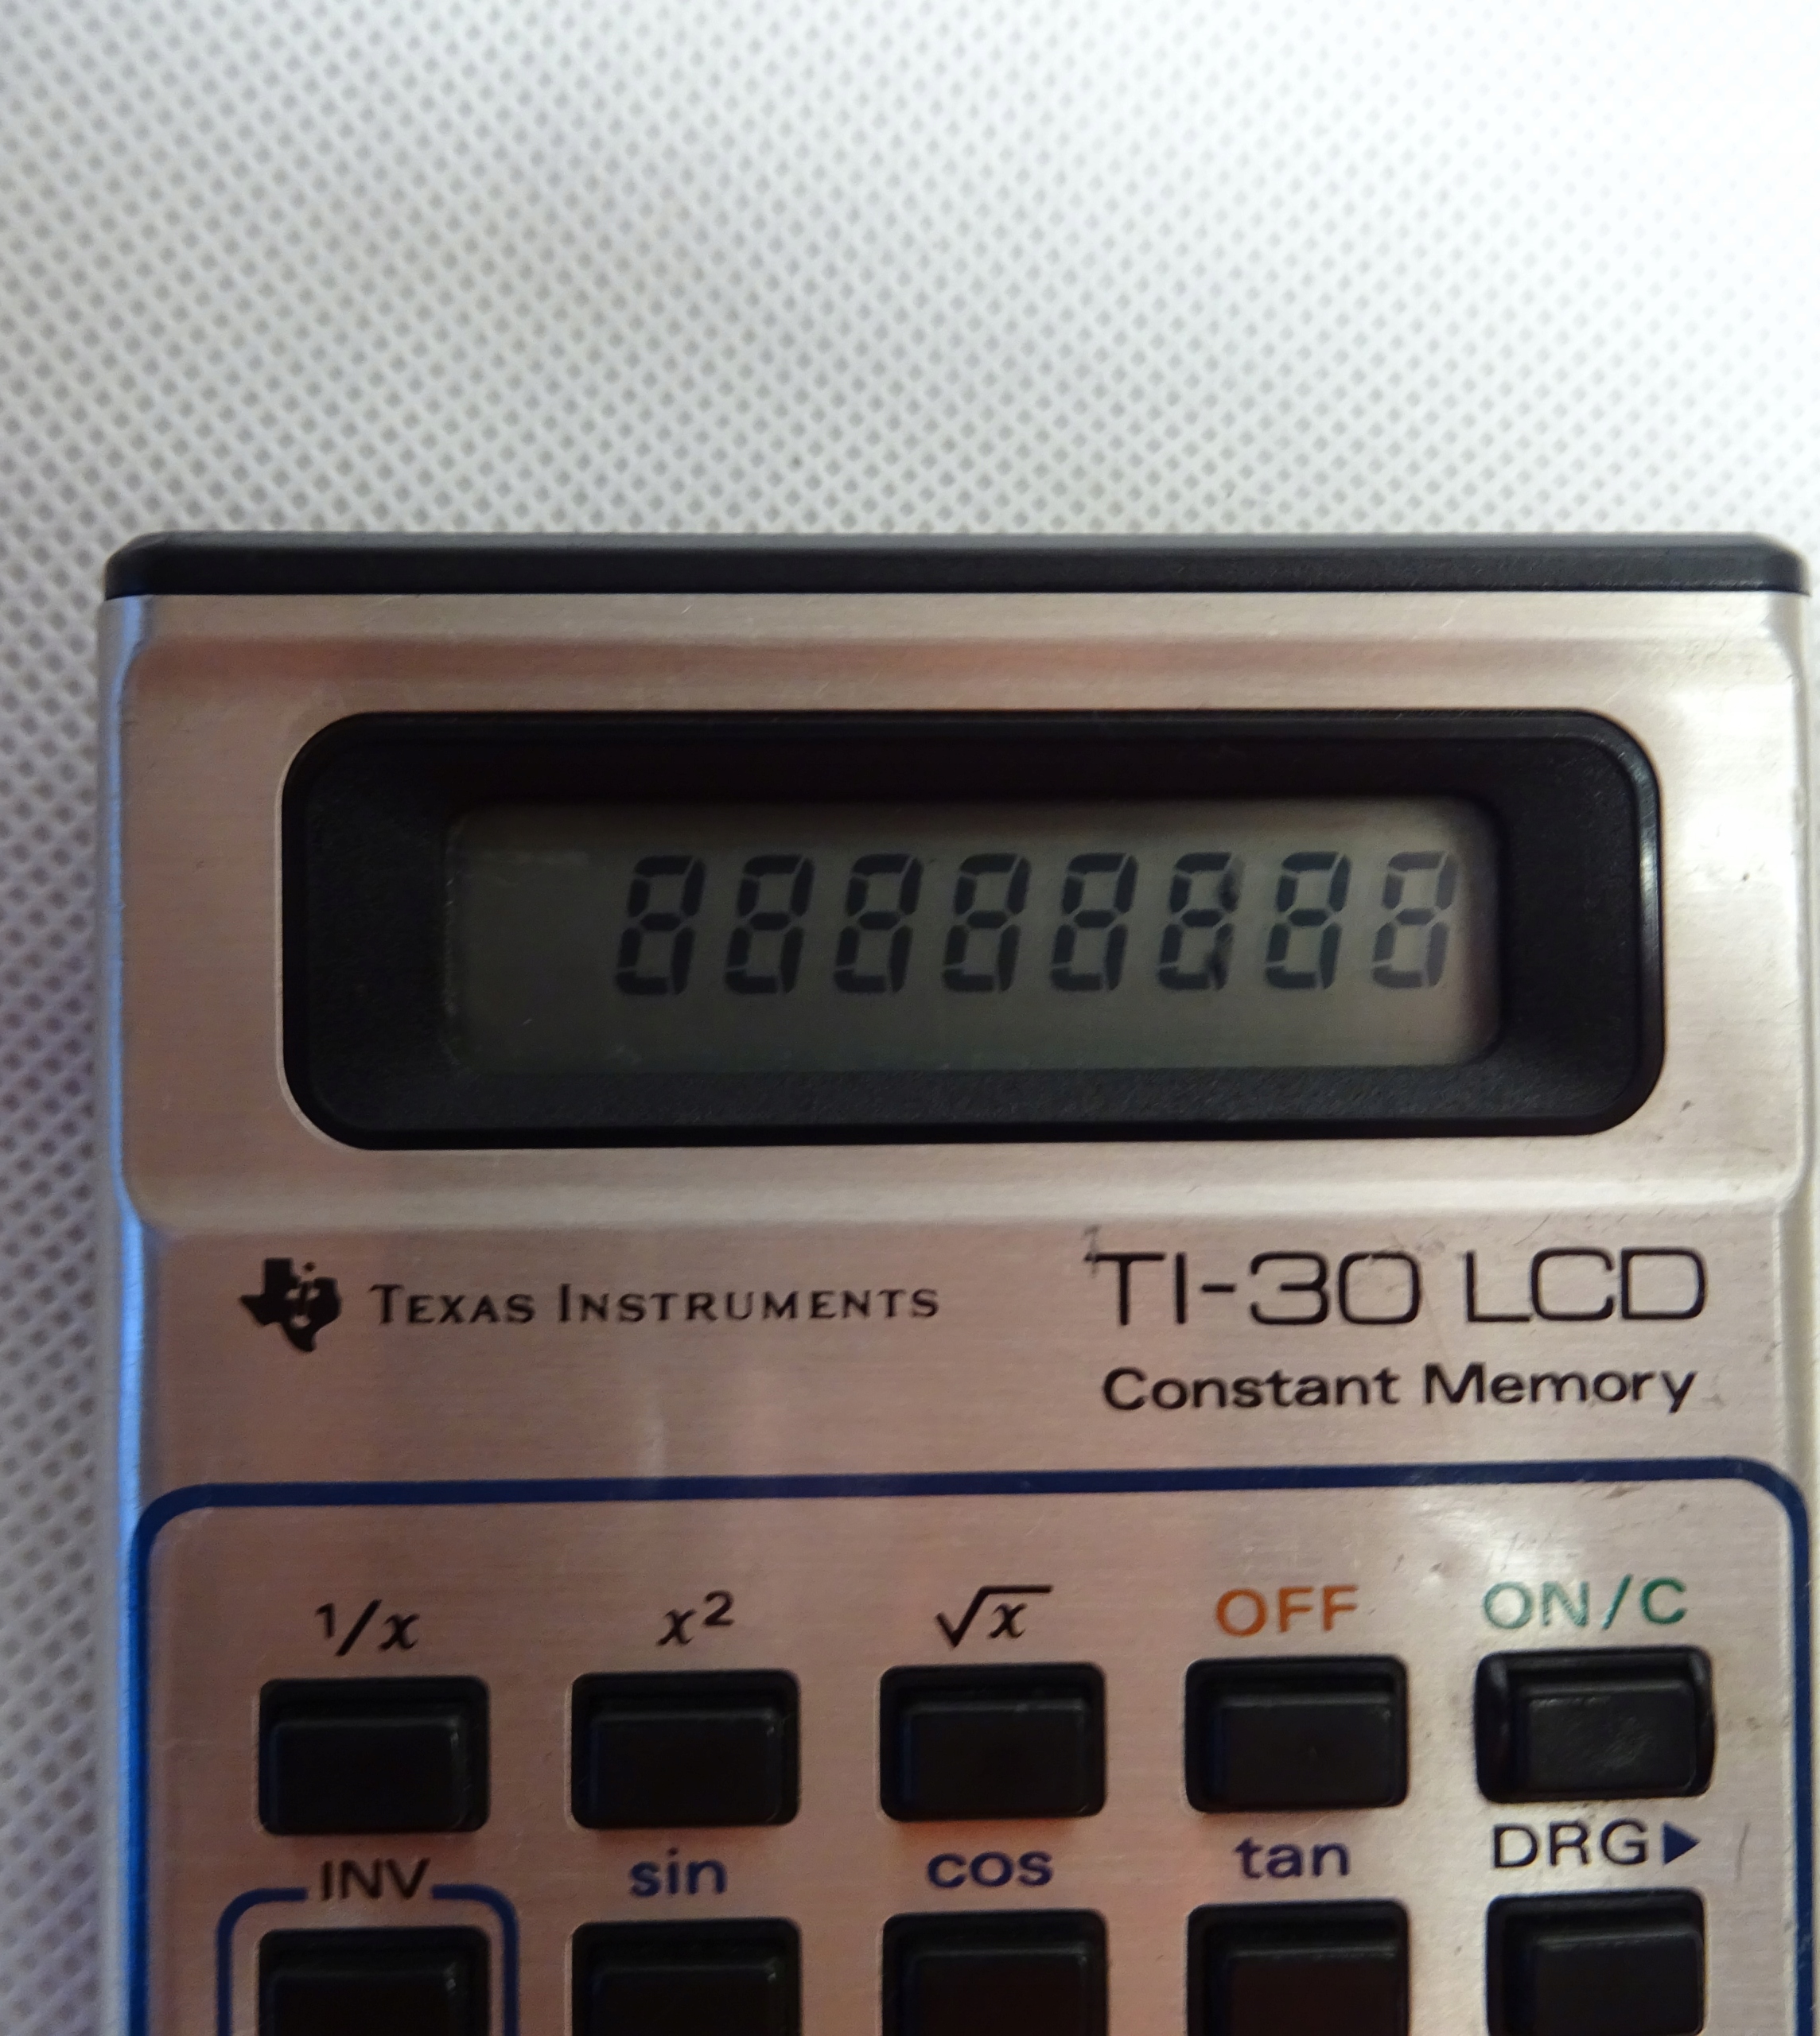 88888888
TEXAS INSTRUMENTS
TI-30 LCD
Constant Memory
1/x x² √x OFF ON/C
INV sin cos tan DRG▶